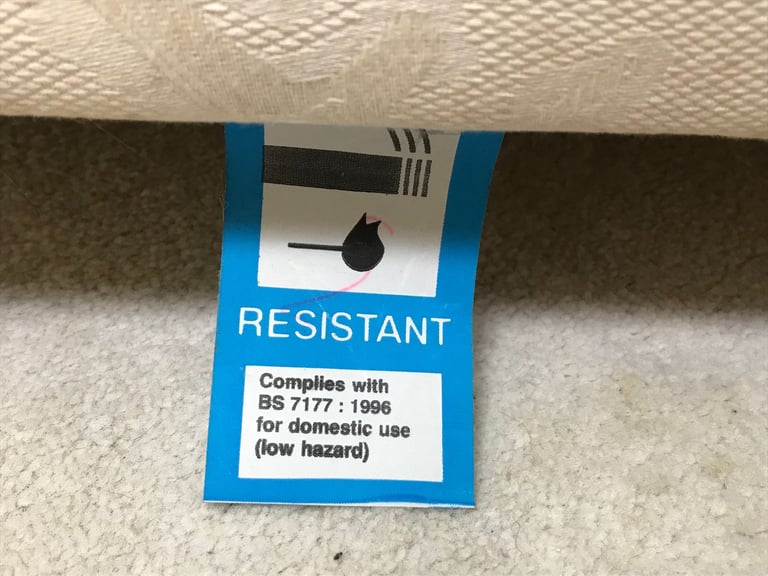 RESISTANT
Complies with
BS 7177 : 1996
for domestic use
(low hazard)